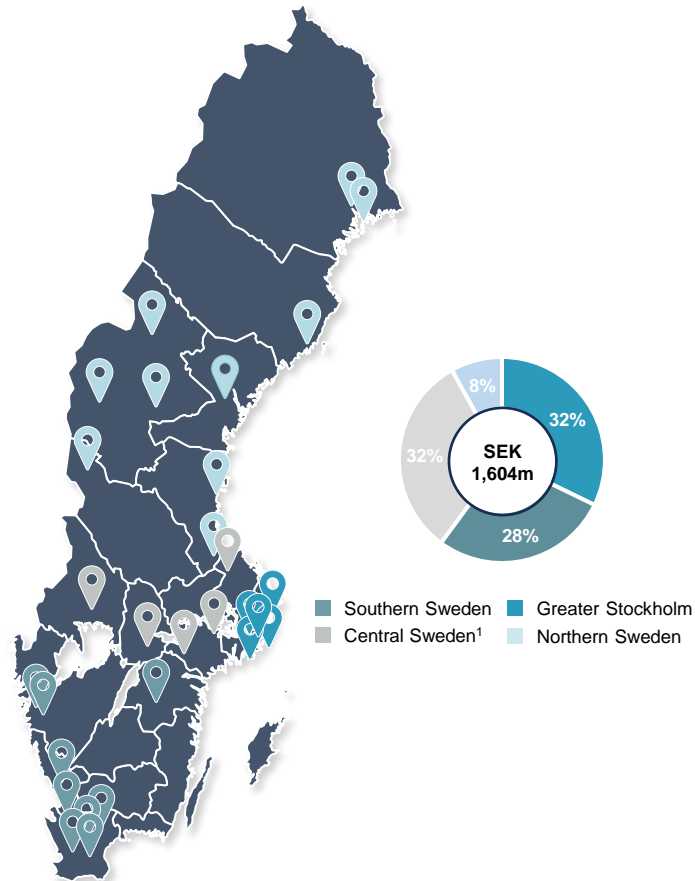 8%
32%
32%
SEK
1,604m
28%
Southern Sweden
Greater Stockholm
Central Sweden¹
Northern Sweden